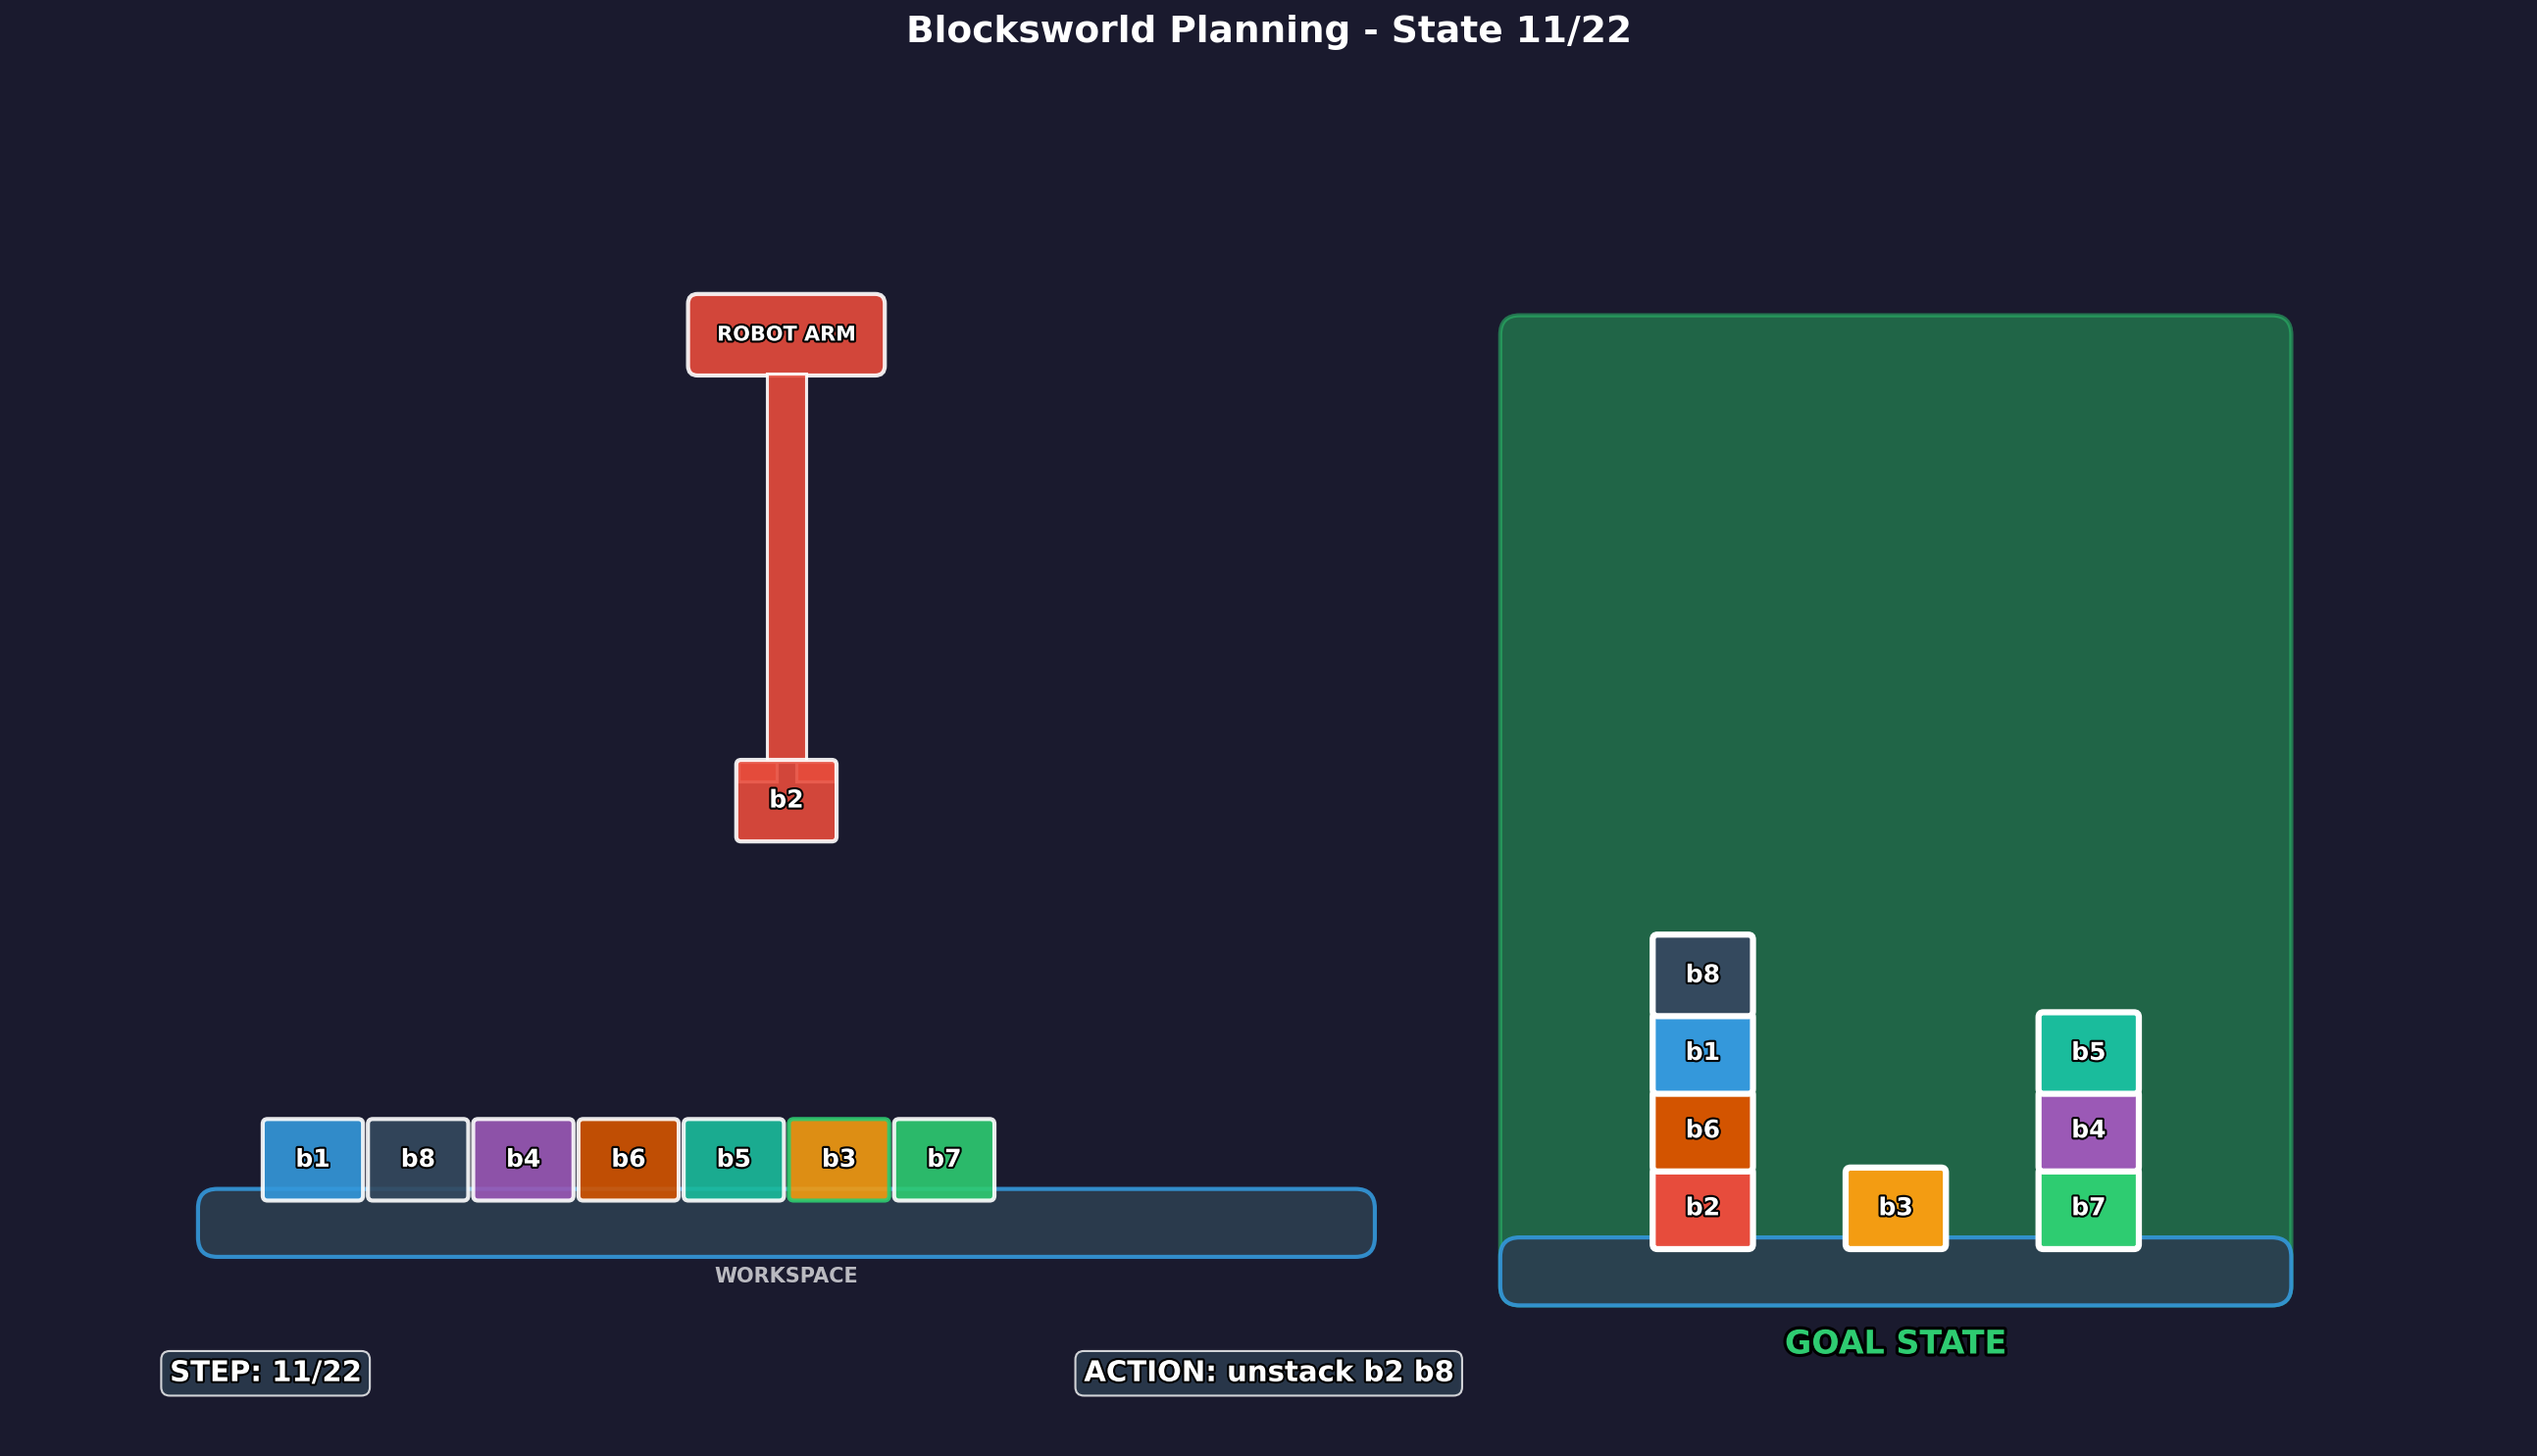 Blocksworld Planning - State 11/22
ROBOT ARM
b2
b1 b8 b4 b6 b5 b3 b7
WORKSPACE
b8
b1 b5
b6 b4
b2 b3 b7
GOAL STATE
STEP: 11/22
ACTION: unstack b2 b8